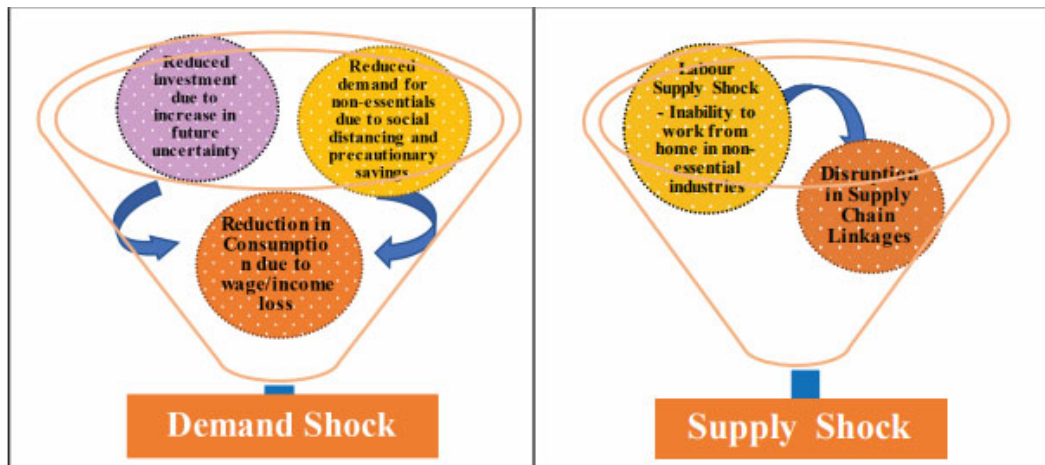 Reduced
investment
due to
increase in
future
uncertainty
Reduced
demand for
non-essentials
due to social
distancing and
precautionary
savings
Reduction in
Consumptio
n due to
wage/income
loss
Demand Shock
Labour
Supply Shock
- Inability to
work from
home in non-
essential
industries
Disruption
in Supply
Chain
Linkages
Supply Shock